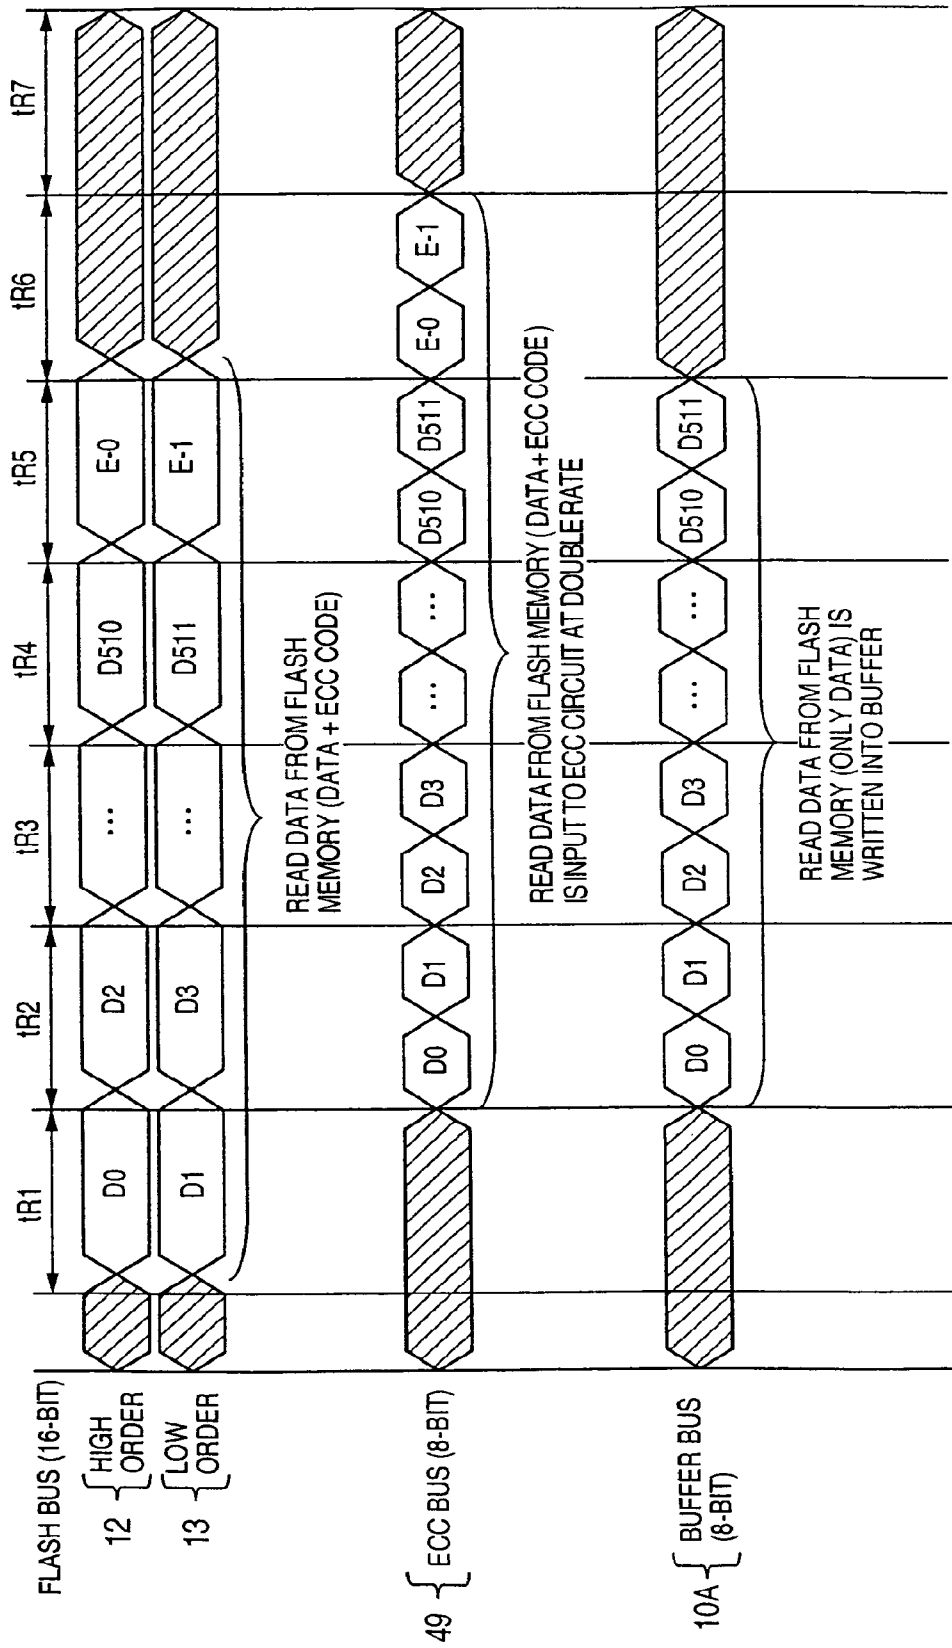 tR1 tR2 tR3 tR4 tR5 tR6 tR7
FLASH BUS (16-BIT)
12 HIGH
ORDER
D0 D2 ... D510 E-0
13 LOW
ORDER
D1 D3 ... D511 E-1
READ DATA FROM FLASH
MEMORY (DATA + ECC CODE)
49 ECC BUS (8-BIT)
D0 D1 D2 D3 ... ... D510 D511 E-0 E-1
READ DATA FROM FLASH MEMORY (DATA + ECC CODE)
IS INPUT TO ECC CIRCUIT AT DOUBLE RATE
10A BUFFER BUS
(8-BIT)
D0 D1 D2 D3 ... ... D510 D511
READ DATA FROM FLASH
MEMORY (ONLY DATA) IS
WRITTEN INTO BUFFER